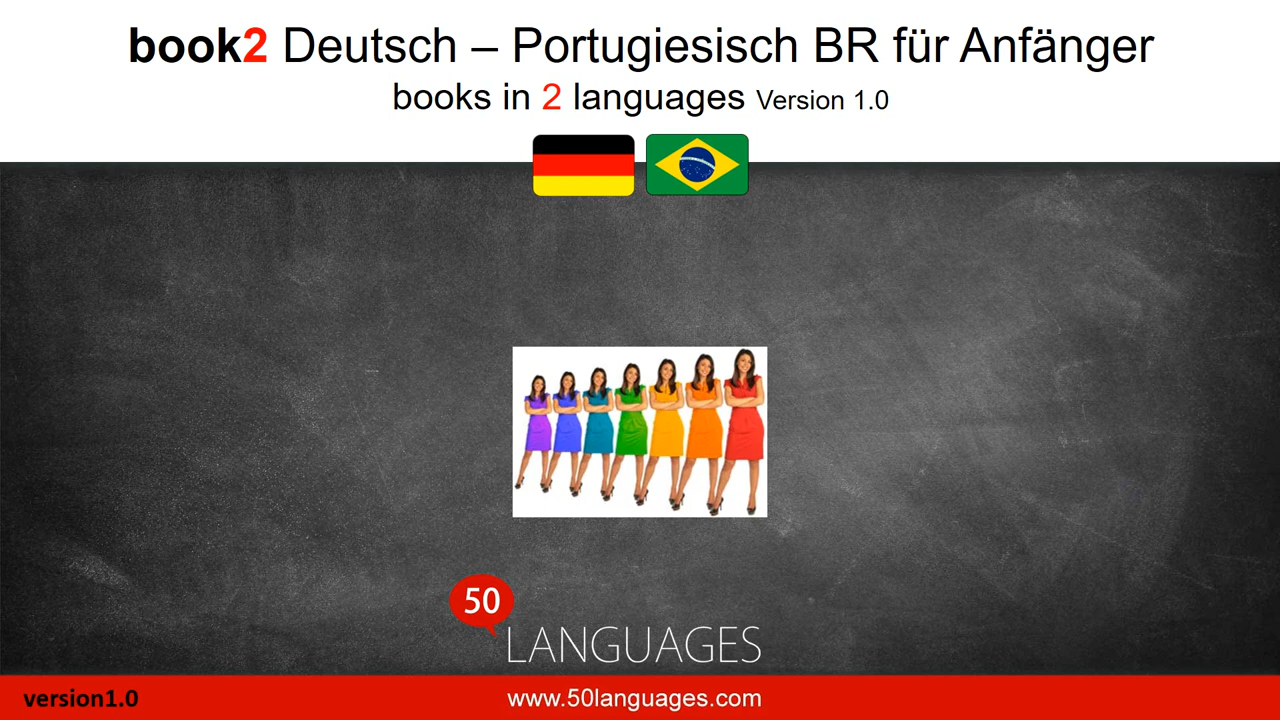 book2 Deutsch – Portugiesisch BR für Anfänger
books in 2 languages Version 1.0
50
LANGUAGES
version1.0
www.50languages.com